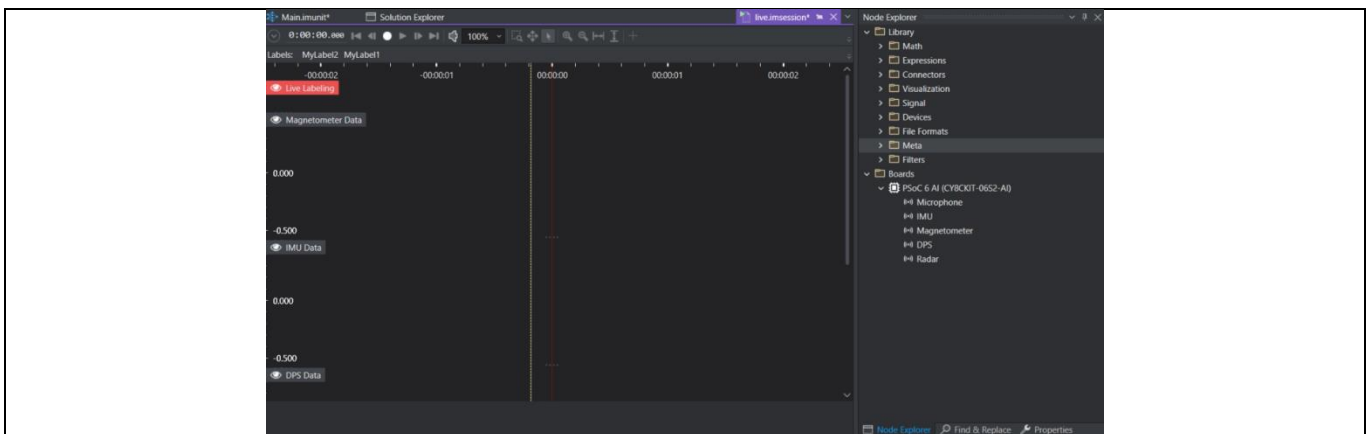 Main.imunit*
Solution Explorer
live.imsession*
Node Explorer
0:00:00.000
100%
Labels: MyLabel2 MyLabel1
-00:00:02 -00:00:01 00:00:00 00:00:01 00:00:02
Live Labeling
Magnetometer Data
0.000
-0.500
IMU Data
0.000
-0.500
DPS Data
Library
Math
Expressions
Connectors
Visualization
Signal
Devices
File Formats
Meta
Filters
Boards
PSoC 6 AI (CY8CKIT-0652-AI)
Microphone
IMU
Magnetometer
DPS
Radar
Node Explorer Find & Replace Properties